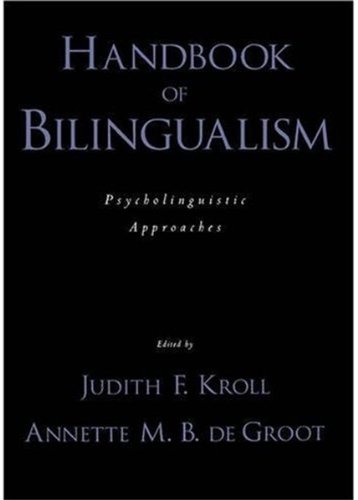 HANDBOOK
OF
BILINGUALISM
Psycholinguistic
Approaches
Edited by
JUDITH F. KROLL
ANNETTE M. B. DE GROOT